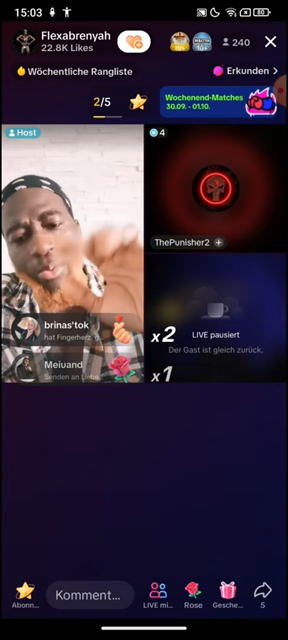 15:03
80
Flexabrenyah
22.8K Likes
240
Wöchentliche Rangliste
Erkunden >
2/5
Wochenend-Matches
30.09. - 01.10.
Host
4
ThePunisher2 +
brinas'tok
hat Fingerherz
x2
LIVE pausiert
Der Gast ist gleich zurück.
Meiuand
Senden an Liebe
x1
Abonn...
Komment...
LIVE mi...
Rose
Gesche...
5